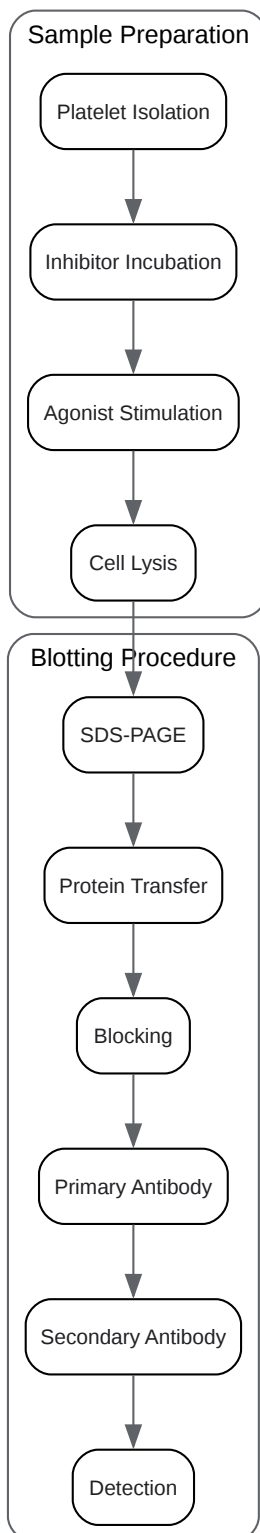 Sample Preparation
Platelet Isolation
Inhibitor Incubation
Agonist Stimulation
Cell Lysis
Blotting Procedure
SDS-PAGE
Protein Transfer
Blocking
Primary Antibody
Secondary Antibody
Detection